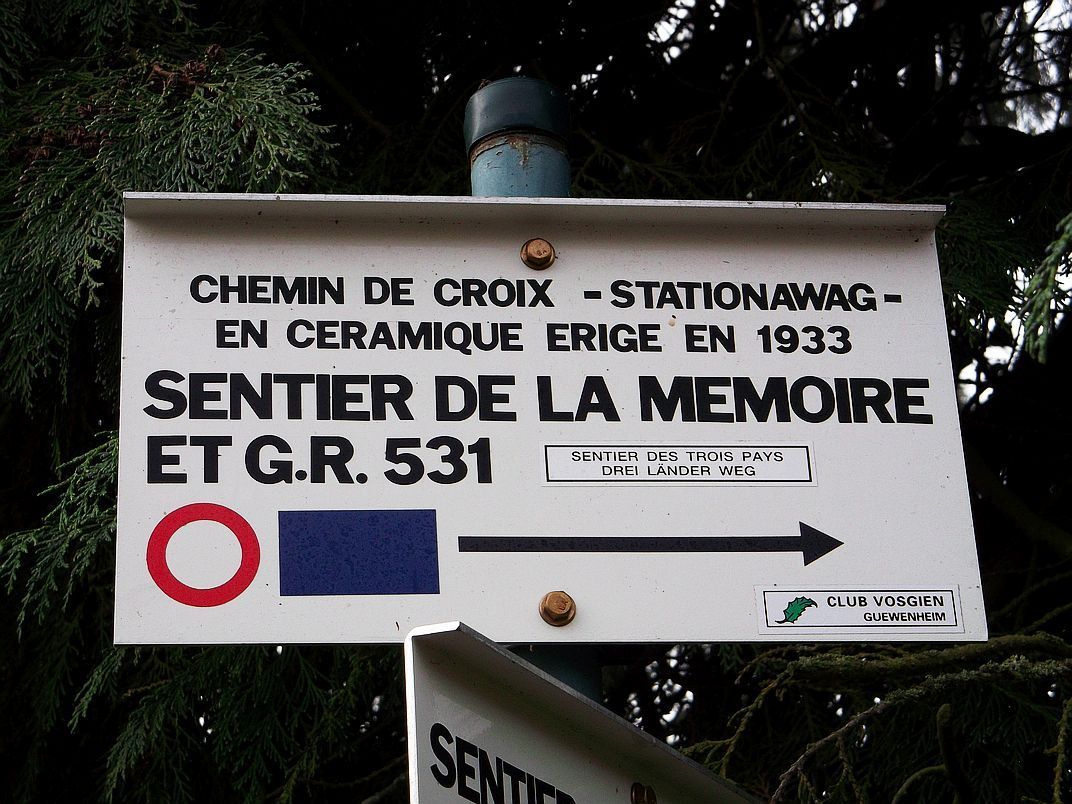 CHEMIN DE CROIX - STATIONAWAG -
EN CERAMIQUE ERIGE EN 1933
SENTIER DE LA MEMOIRE
ET G.R. 531
SENTIER DES TROIS PAYS
DREI LÄNDER WEG
CLUB VOSGIEN
GUEWENHEIM
SENTIER